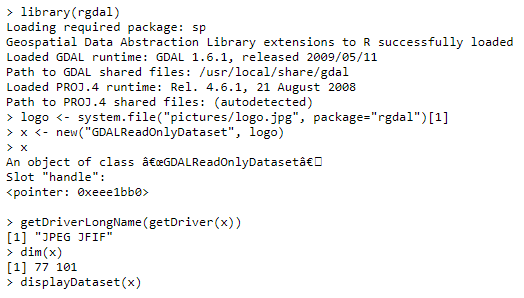 > library(rgdal)
Loading required package: sp
Geospatial Data Abstraction Library extensions to R successfully loaded
Loaded GDAL runtime: GDAL 1.6.1, released 2009/05/11
Path to GDAL shared files: /usr/local/share/gdal
Loaded PROJ.4 runtime: Rel. 4.6.1, 21 August 2008
Path to PROJ.4 shared files: (autodetected)
> logo <- system.file("pictures/logo.jpg", package="rgdal")[1]
> x <- new("GDALReadOnlyDataset", logo)
> x
An object of class â€œGDALReadOnlyDatasetâ€
Slot "handle":
<pointer: 0xeee1bb0>
> getDriverLongName(getDriver(x))
[1] "JPEG JFIF"
> dim(x)
[1] 77 101
> displayDataset(x)